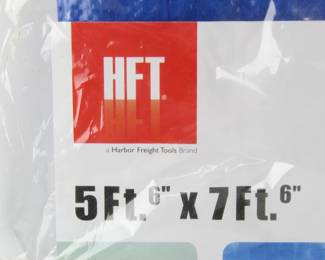 HFT®
a Harbor Freight Tools Brand
5Ft.6" x 7Ft.6"